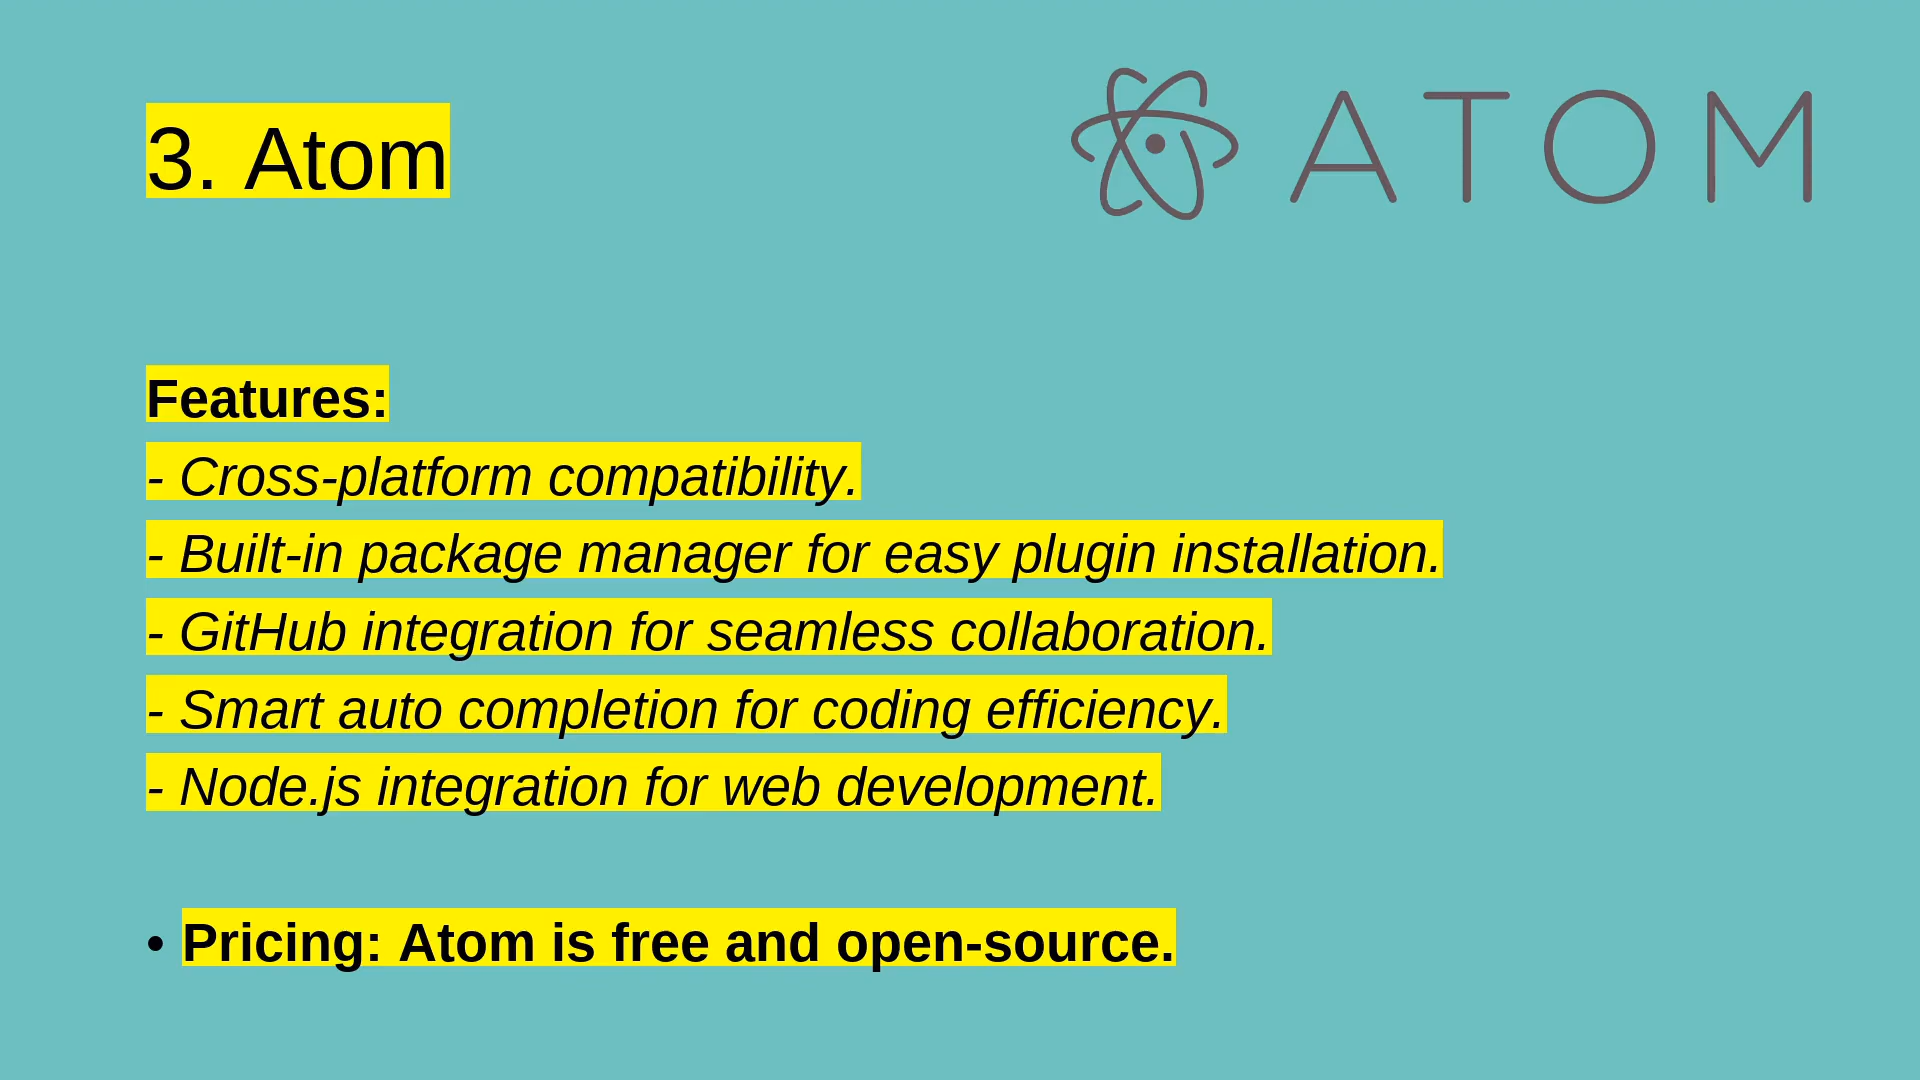 3. Atom
ATOM
Features:
- Cross-platform compatibility.
- Built-in package manager for easy plugin installation.
- GitHub integration for seamless collaboration.
- Smart auto completion for coding efficiency.
- Node.js integration for web development.
• Pricing: Atom is free and open-source.